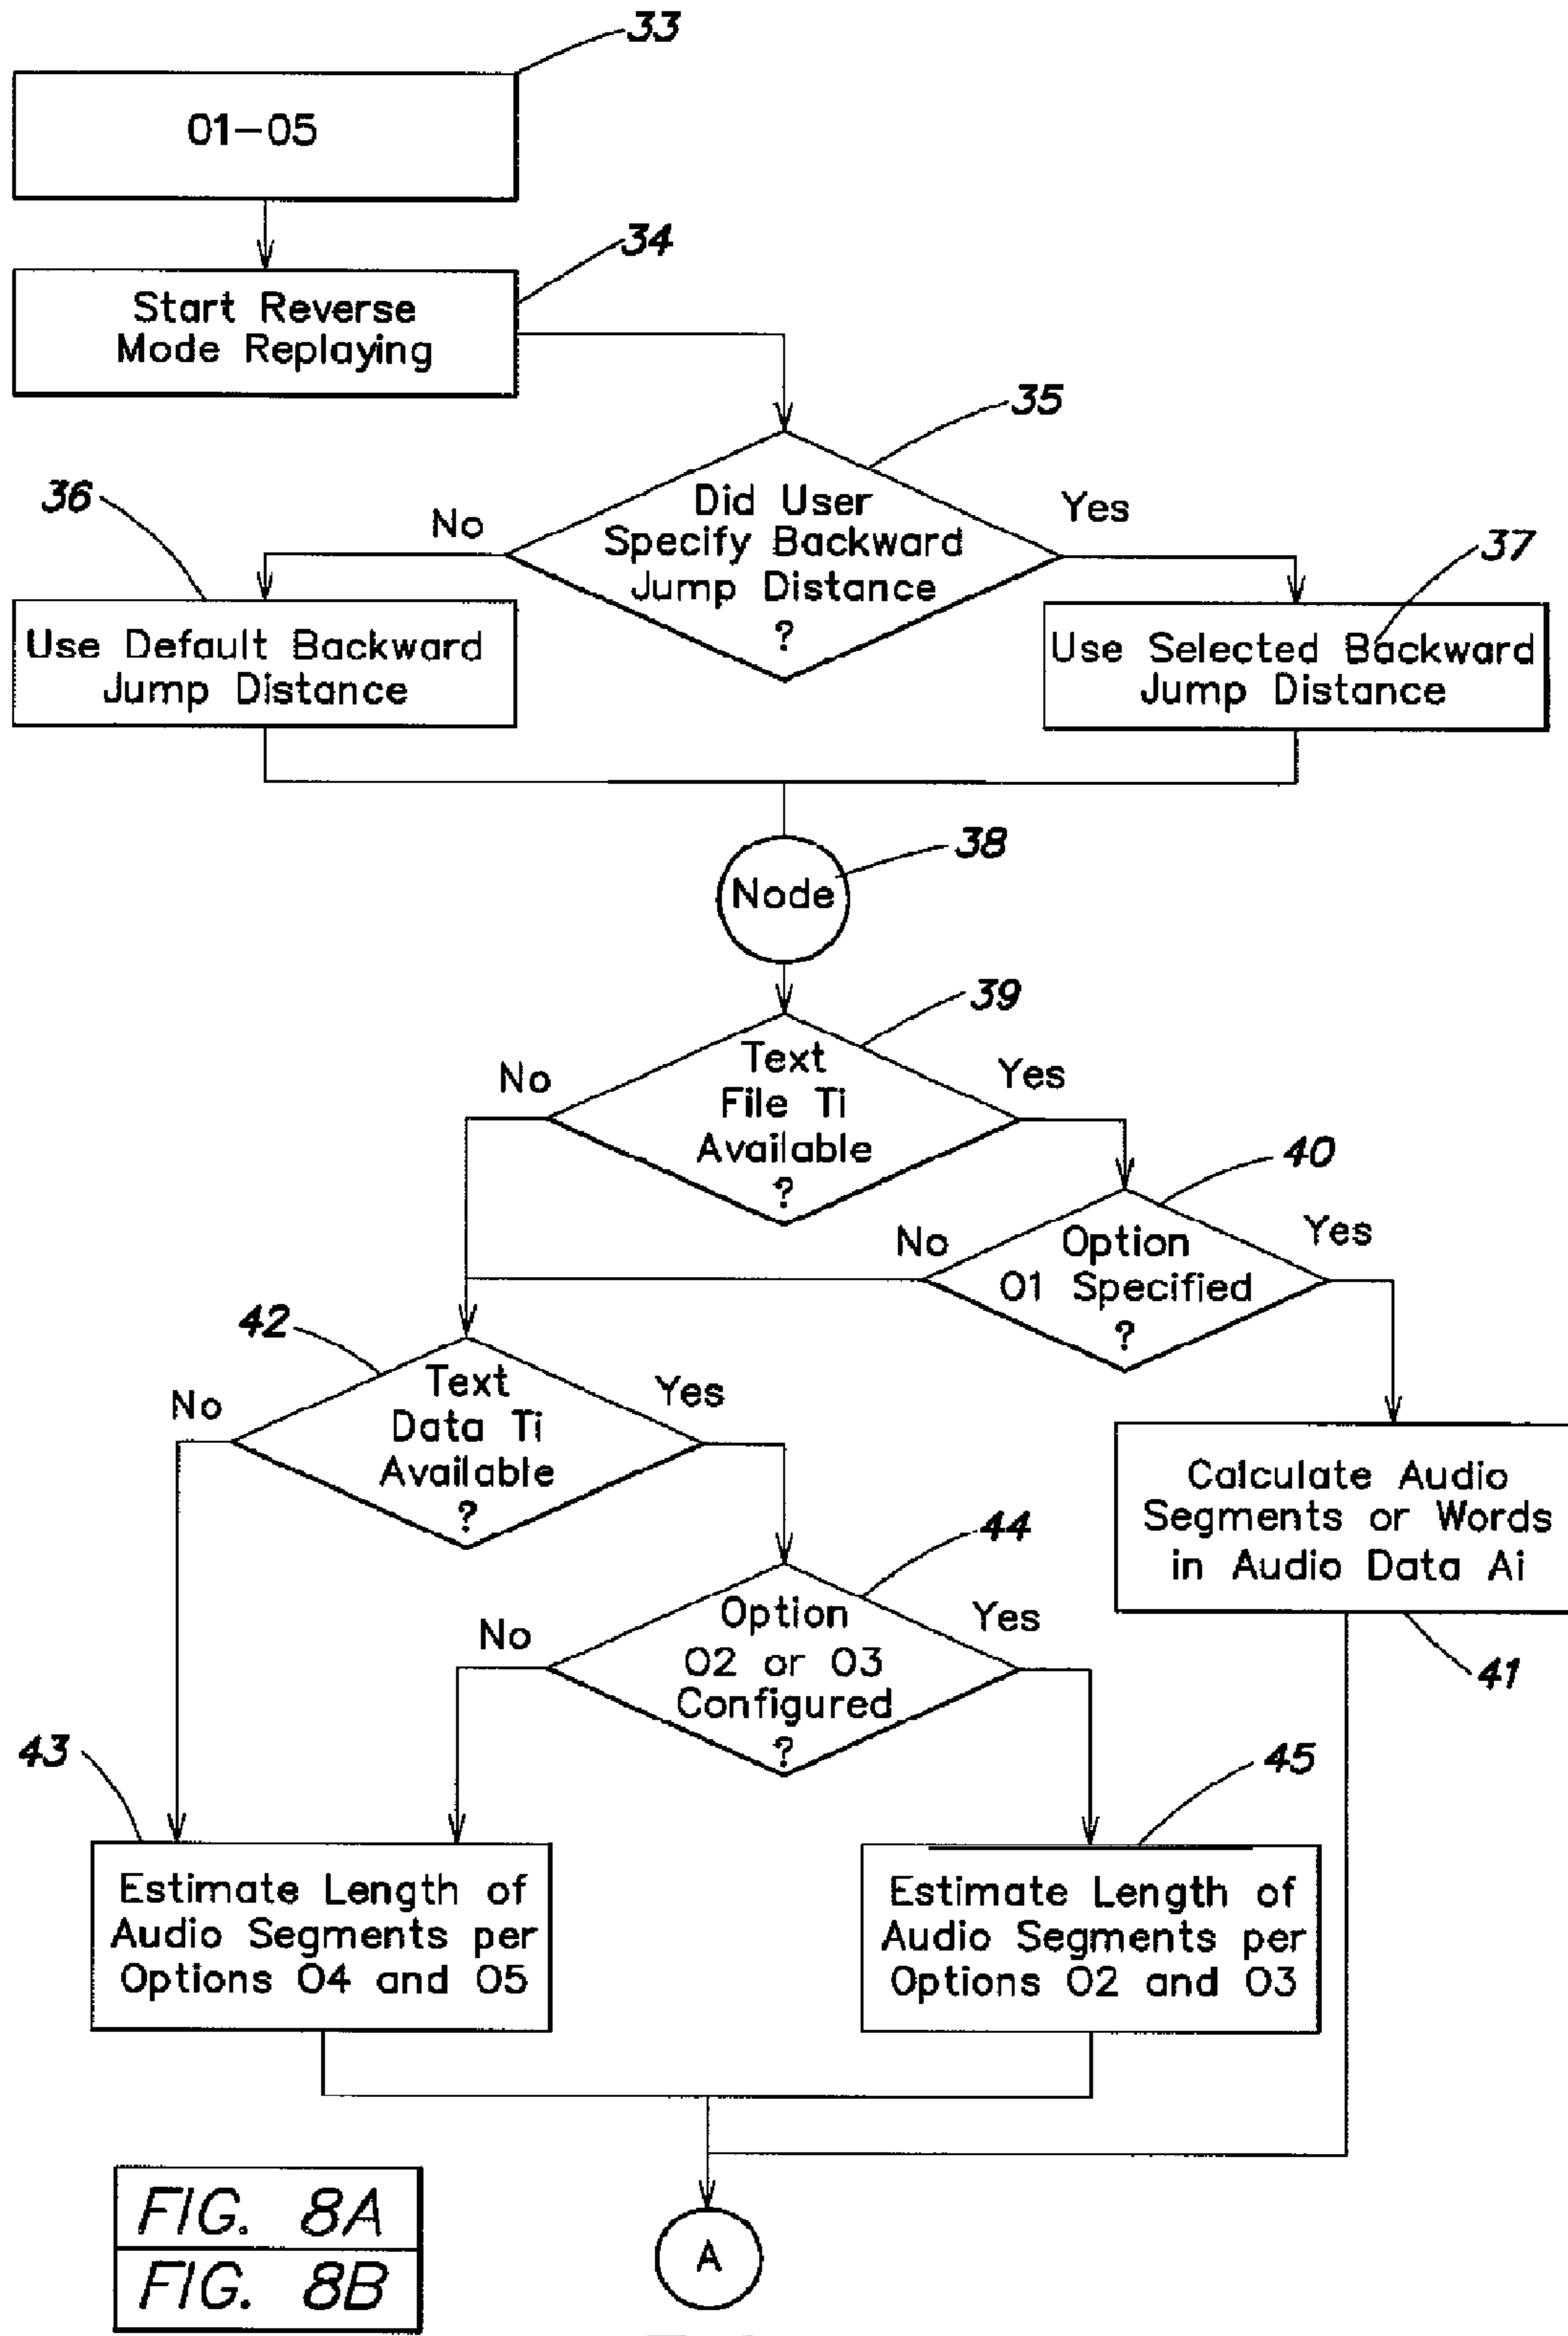 33
01-05
34
Start Reverse
Mode Replaying
35
36
No
Did User
Specify Backward
Jump Distance
?
Yes
37
Use Default Backward
Jump Distance
Use Selected Backward
Jump Distance
38
Node
39
No
Text
File Ti
Available
?
Yes
40
No
Option
01 Specified
?
Yes
42
No
Text
Data Ti
Available
?
Yes
Calculate Audio
Segments or Words
in Audio Data Ai
41
44
No
Option
02 or 03
Configured
?
Yes
43
45
Estimate Length of
Audio Segments per
Options 04 and 05
Estimate Length of
Audio Segments per
Options 02 and 03
FIG. 8A
FIG. 8B
A